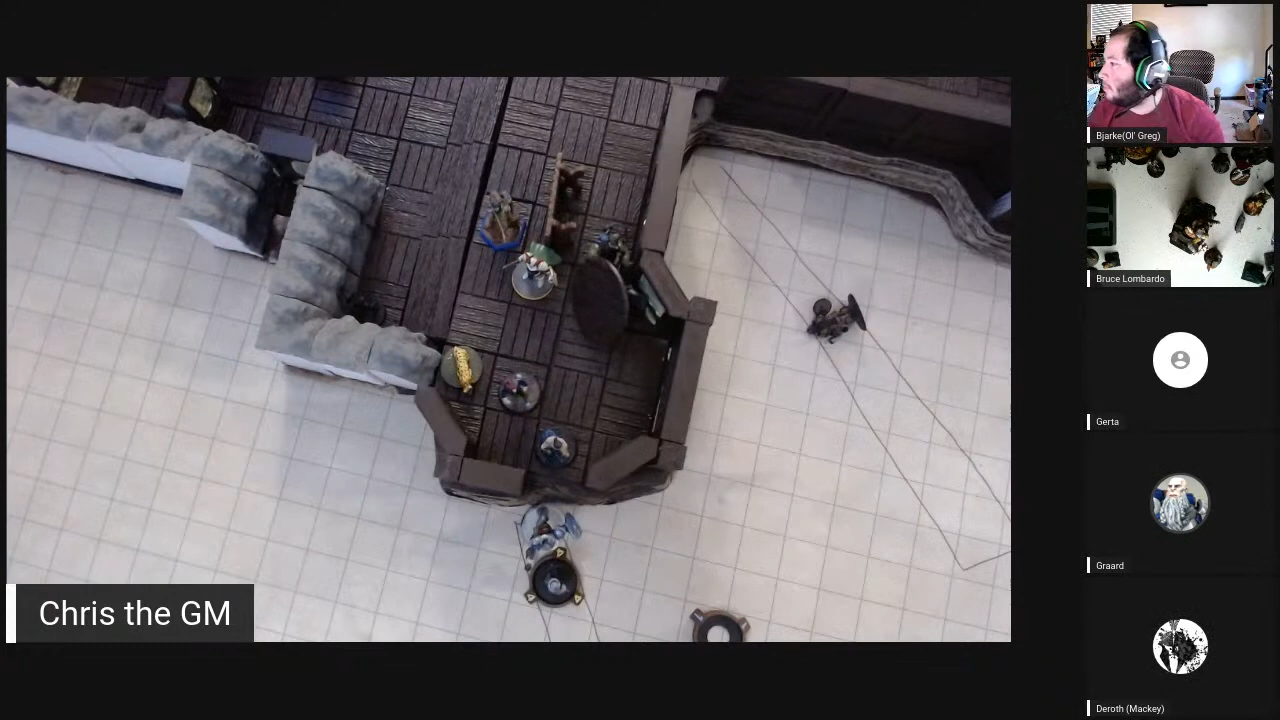 Chris the GM
Bjarke(Ol' Greg)
Bruce Lombardo
Gerta
Graard
Deroth (Mackey)